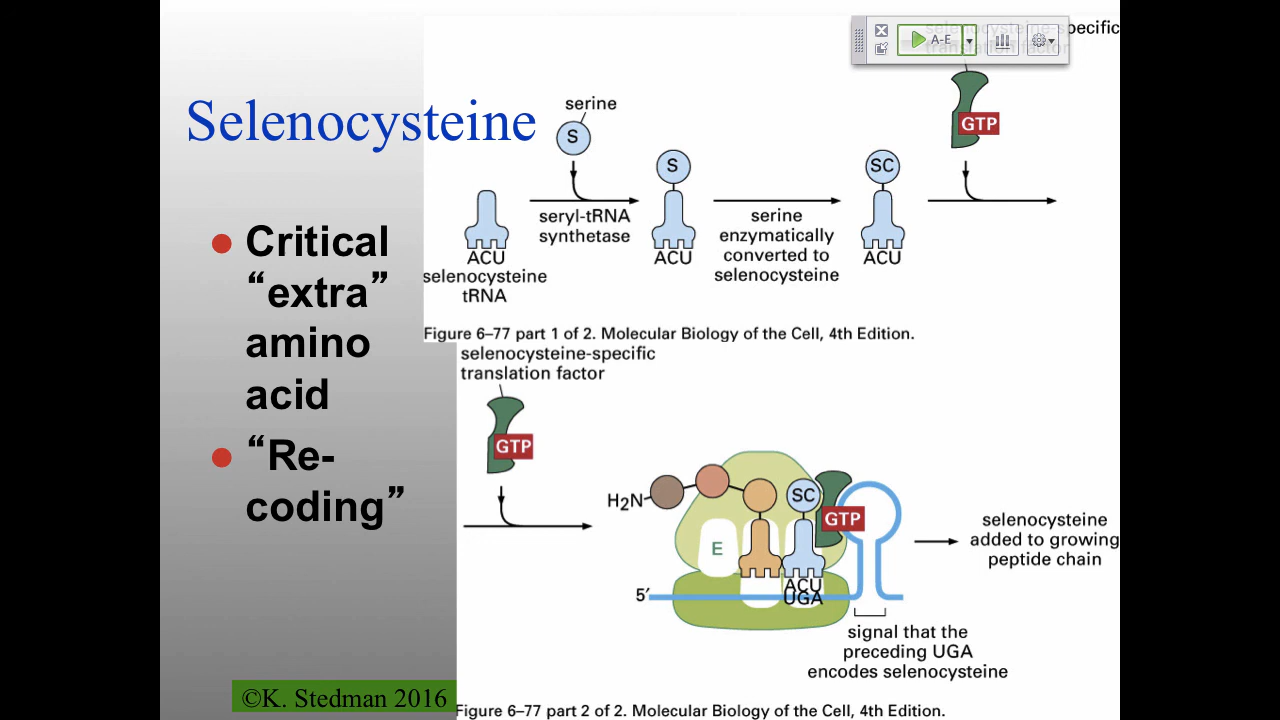 Selenocysteine
● Critical
“extra”
amino
acid
● “Re-
coding”
©K. Stedman 2016
A-E
selenocysteine-specific
translation factor
GTP
serine
S
S
SC
seryl-tRNA
synthetase
serine
enzymatically
converted to
selenocysteine
ACU
ACU
ACU
selenocysteine
tRNA
Figure 6–77 part 1 of 2. Molecular Biology of the Cell, 4th Edition.
selenocysteine-specific
translation factor
GTP
H2N
SC
GTP
E
ACU
UGA
5′
selenocysteine
added to growing
peptide chain
signal that the
preceding UGA
encodes selenocysteine
Figure 6–77 part 2 of 2. Molecular Biology of the Cell, 4th Edition.